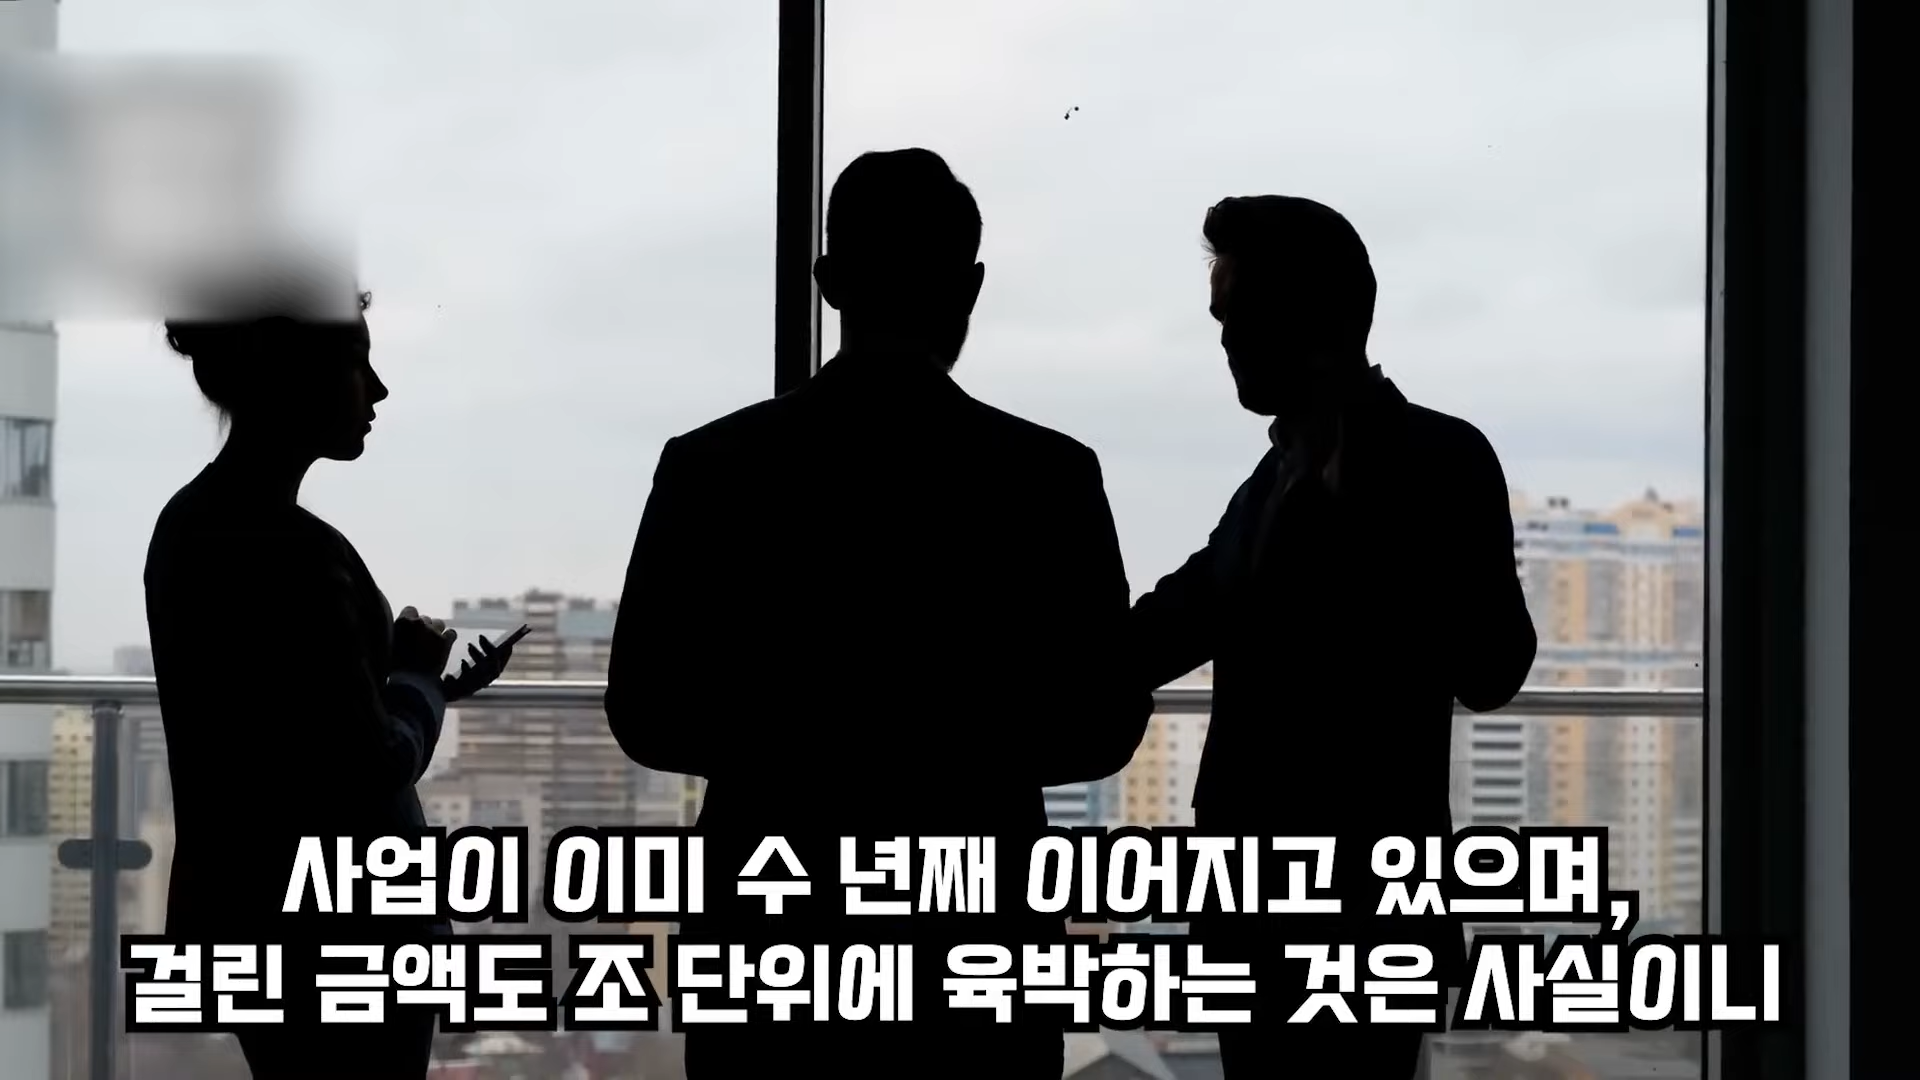 사업이 이미 수 년째 이어지고 있으며,
걸린 금액도 조 단위에 육박하는 것은 사실이니